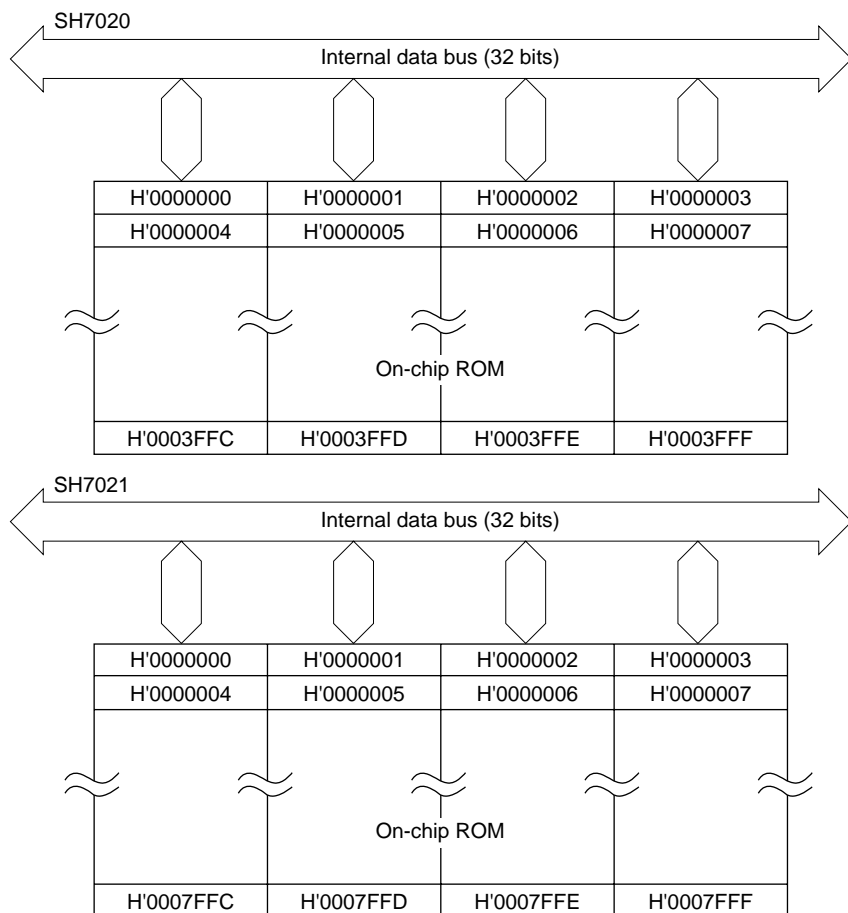 SH7020
Internal data bus (32 bits)
H'0000000 H'0000001 H'0000002 H'0000003
H'0000004 H'0000005 H'0000006 H'0000007
On-chip ROM
H'0003FFC H'0003FFD H'0003FFE H'0003FFF
SH7021
Internal data bus (32 bits)
H'0000000 H'0000001 H'0000002 H'0000003
H'0000004 H'0000005 H'0000006 H'0000007
On-chip ROM
H'0007FFC H'0007FFD H'0007FFE H'0007FFF